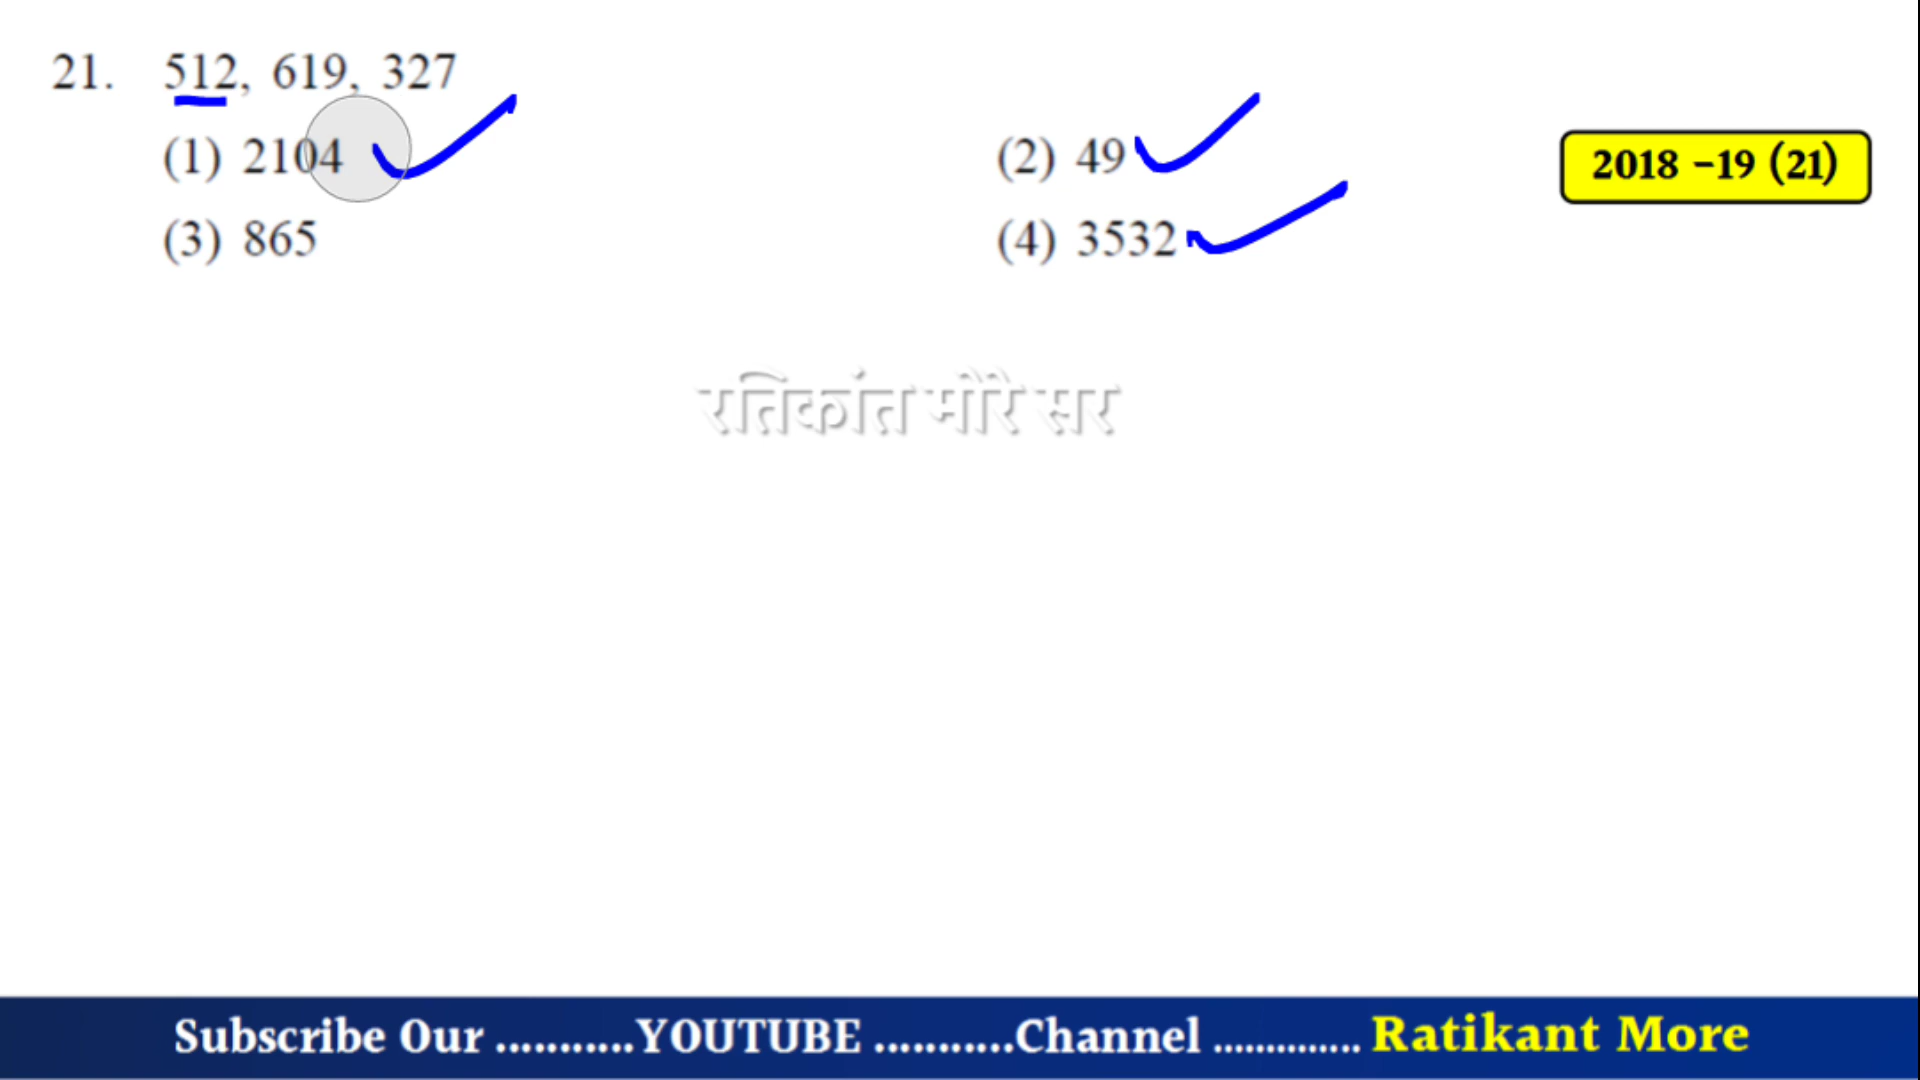 21. 512, 619, 327
(1) 2104 (2) 49
2018 –19 (21)
(3) 865 (4) 3532
रतिकांत मोरे सर
Subscribe Our ...........YOUTUBE ...........Channel .............. Ratikant More